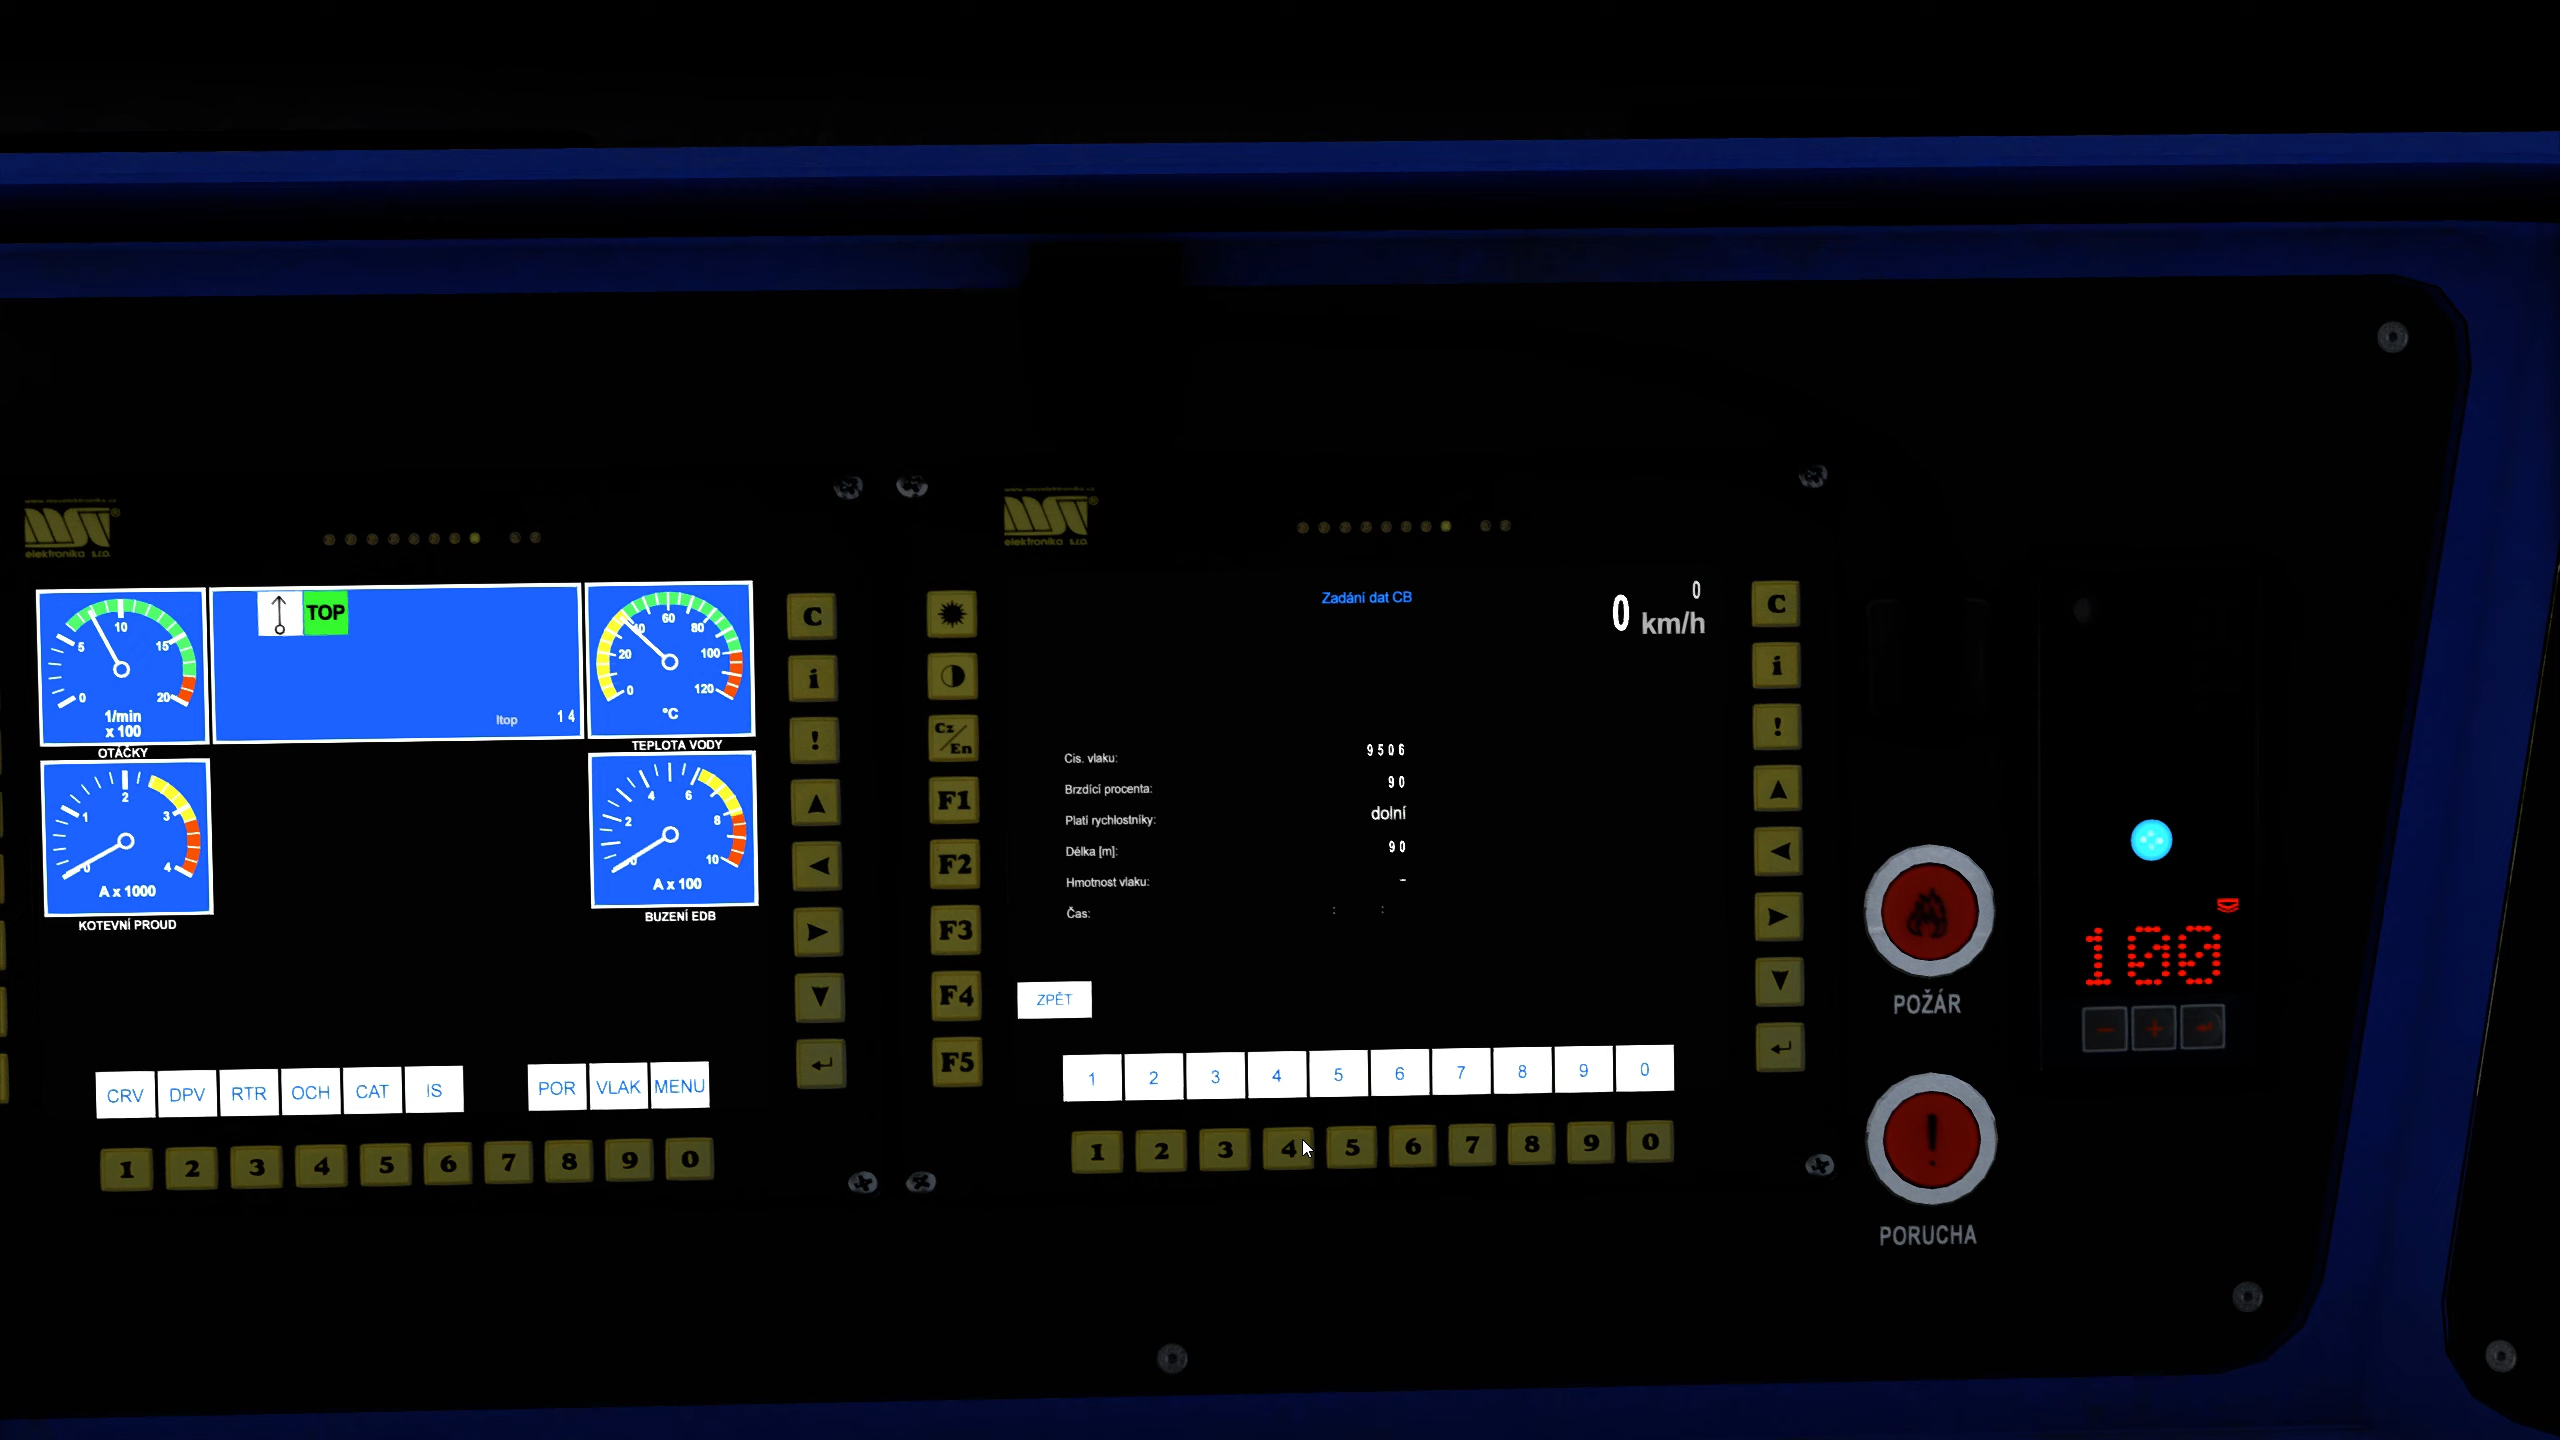 msv®
elektronika s.r.o.
5
10
15
0
20
1/min
x 100
OTÁČKY
TOP
Itop 14
20
40
60
80
100
0
120
°C
TEPLOTA VODY
1
2
3
0
4
A x 1000
KOTEVNÍ PROUD
2
4
6
8
0
10
A x 100
BUZENÍ EDB
CRV DPV RTR OCH CAT IS POR VLAK MENU
1 2 3 4 5 6 7 8 9 0
C
i
!
msv®
elektronika s.r.o.
Cz/En
F1
F2
F3
F4
F5
Zadání dat CB
0
0 km/h
Cis. vlaku: 9506
Brzdící procenta: 90
Platí rychlostníky: dolní
Délka [m]: 90
Hmotnost vlaku: -
Čas: : :
ZPĚT
1 2 3 4 5 6 7 8 9 0
1 2 3 4 5 6 7 8 9 0
C
i
!
POŽÁR
!
PORUCHA
100
- +